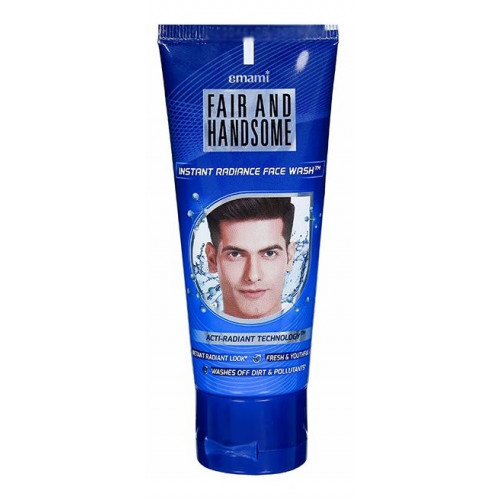 emami
FAIR AND
HANDSOME
INSTANT RADIANCE FACE WASH™
ACTI-RADIANT TECHNOLOGY™
INSTANT RADIANT LOOK* FRESH & YOUTHFUL
WASHES OFF DIRT & POLLUTANTS*